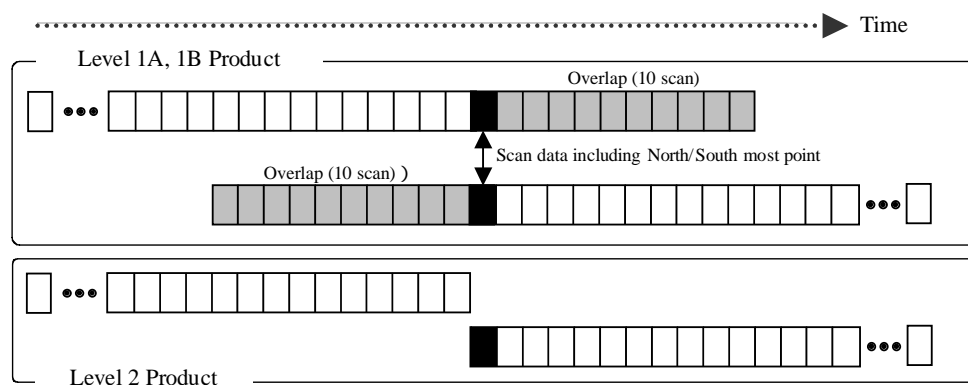 Time
Level 1A, 1B Product
Overlap (10 scan)
Scan data including North/South most point
Overlap (10 scan) )
Level 2 Product